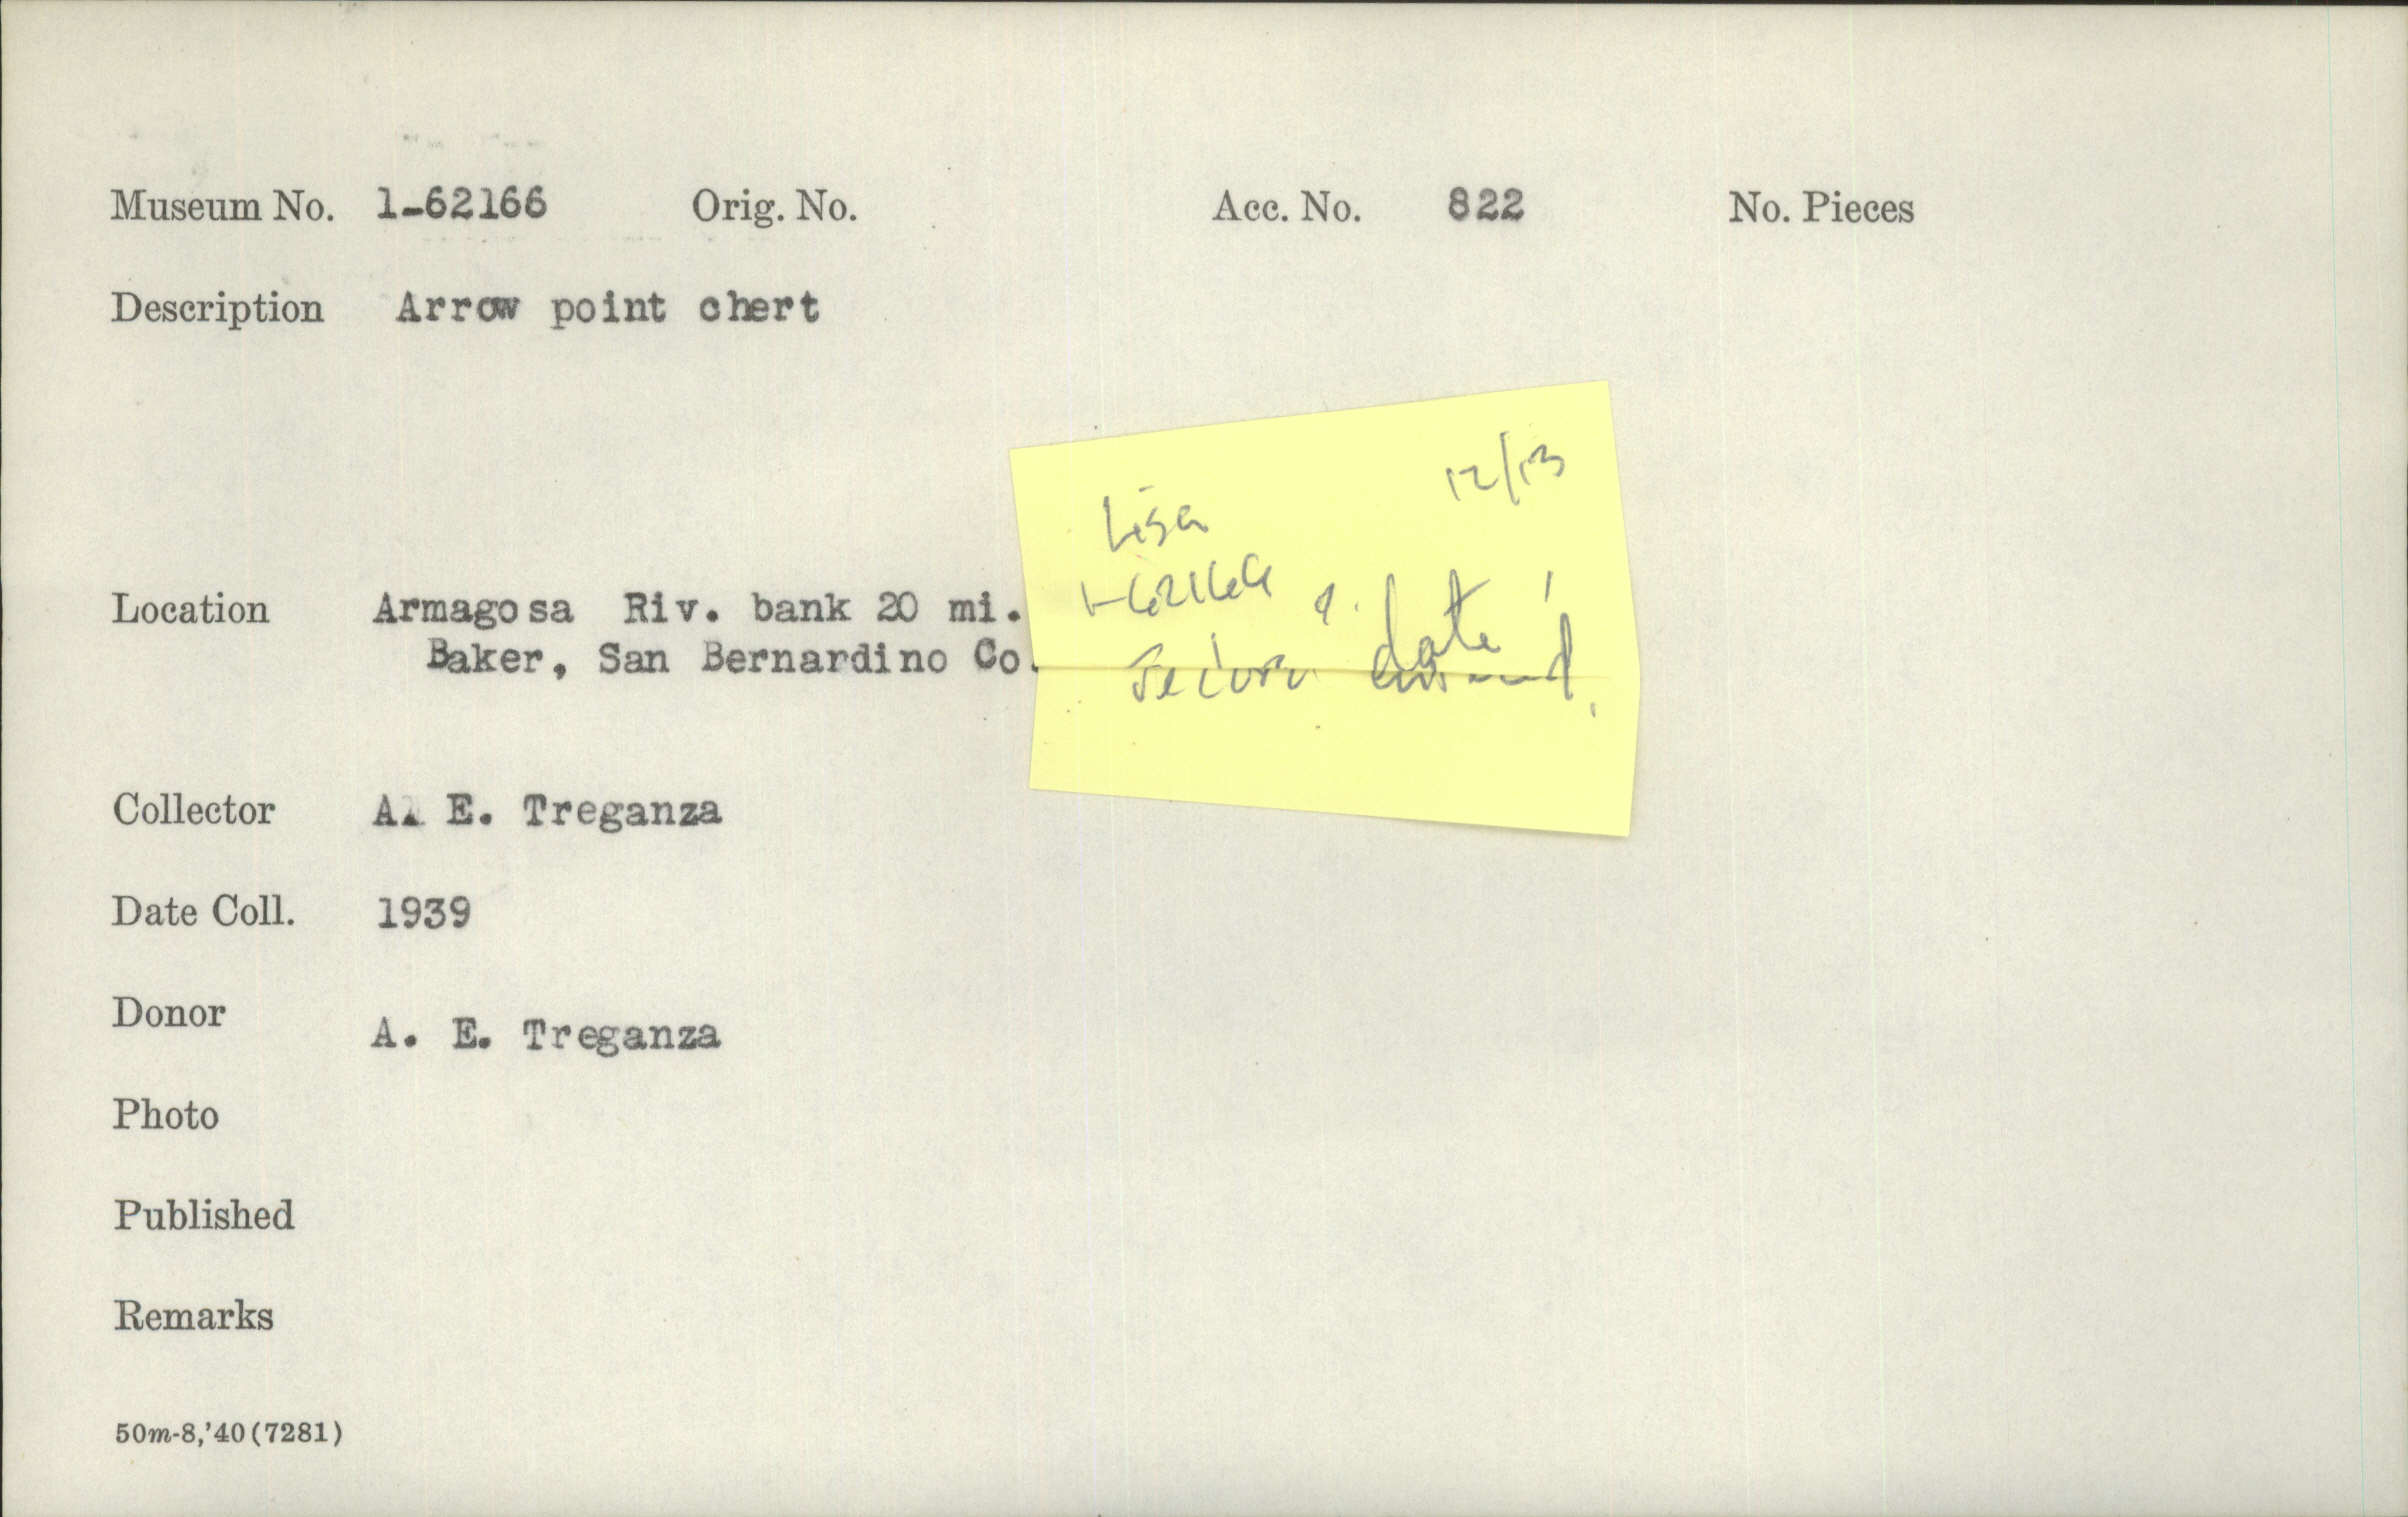 Museum No. 1-62166 Orig. No. Acc. No. 822 No. Pieces
Description Arrow point chert
Lisa 12/13
1-62166
date
Location Armagosa Riv. bank 20 mi.
Baker, San Bernardino Co.
Collector A. E. Treganza
Date Coll. 1939
Donor A. E. Treganza
Photo
Published
Remarks
50m-8,'40(7281)